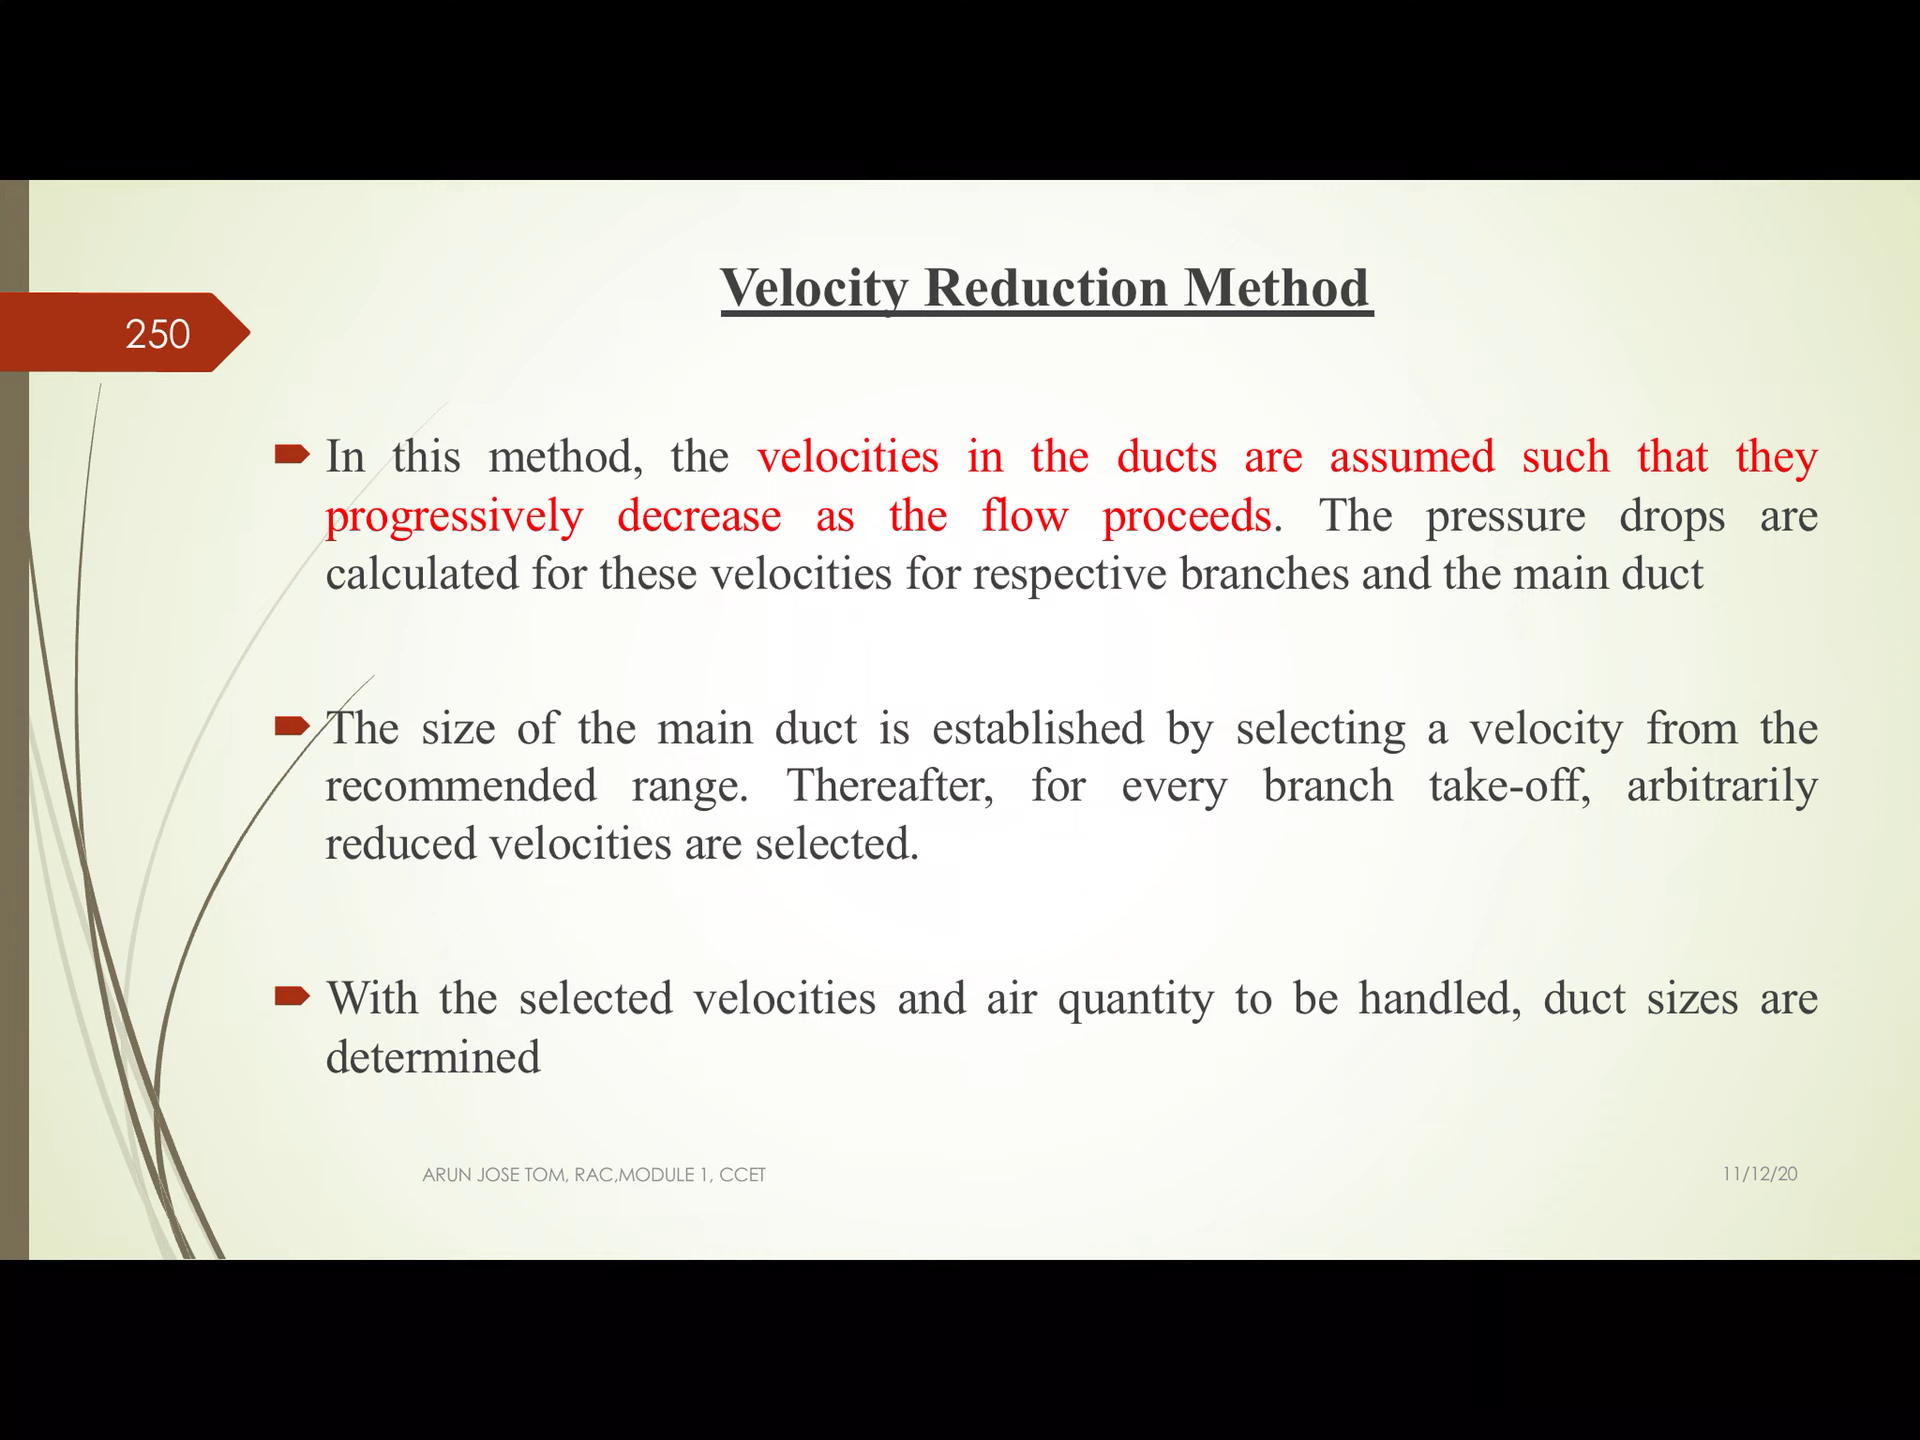 Velocity Reduction Method
250
In this method, the velocities in the ducts are assumed such that they
progressively decrease as the flow proceeds. The pressure drops are
calculated for these velocities for respective branches and the main duct
The size of the main duct is established by selecting a velocity from the
recommended range. Thereafter, for every branch take-off, arbitrarily
reduced velocities are selected.
With the selected velocities and air quantity to be handled, duct sizes are
determined
ARUN JOSE TOM, RAC,MODULE 1, CCET
11/12/20